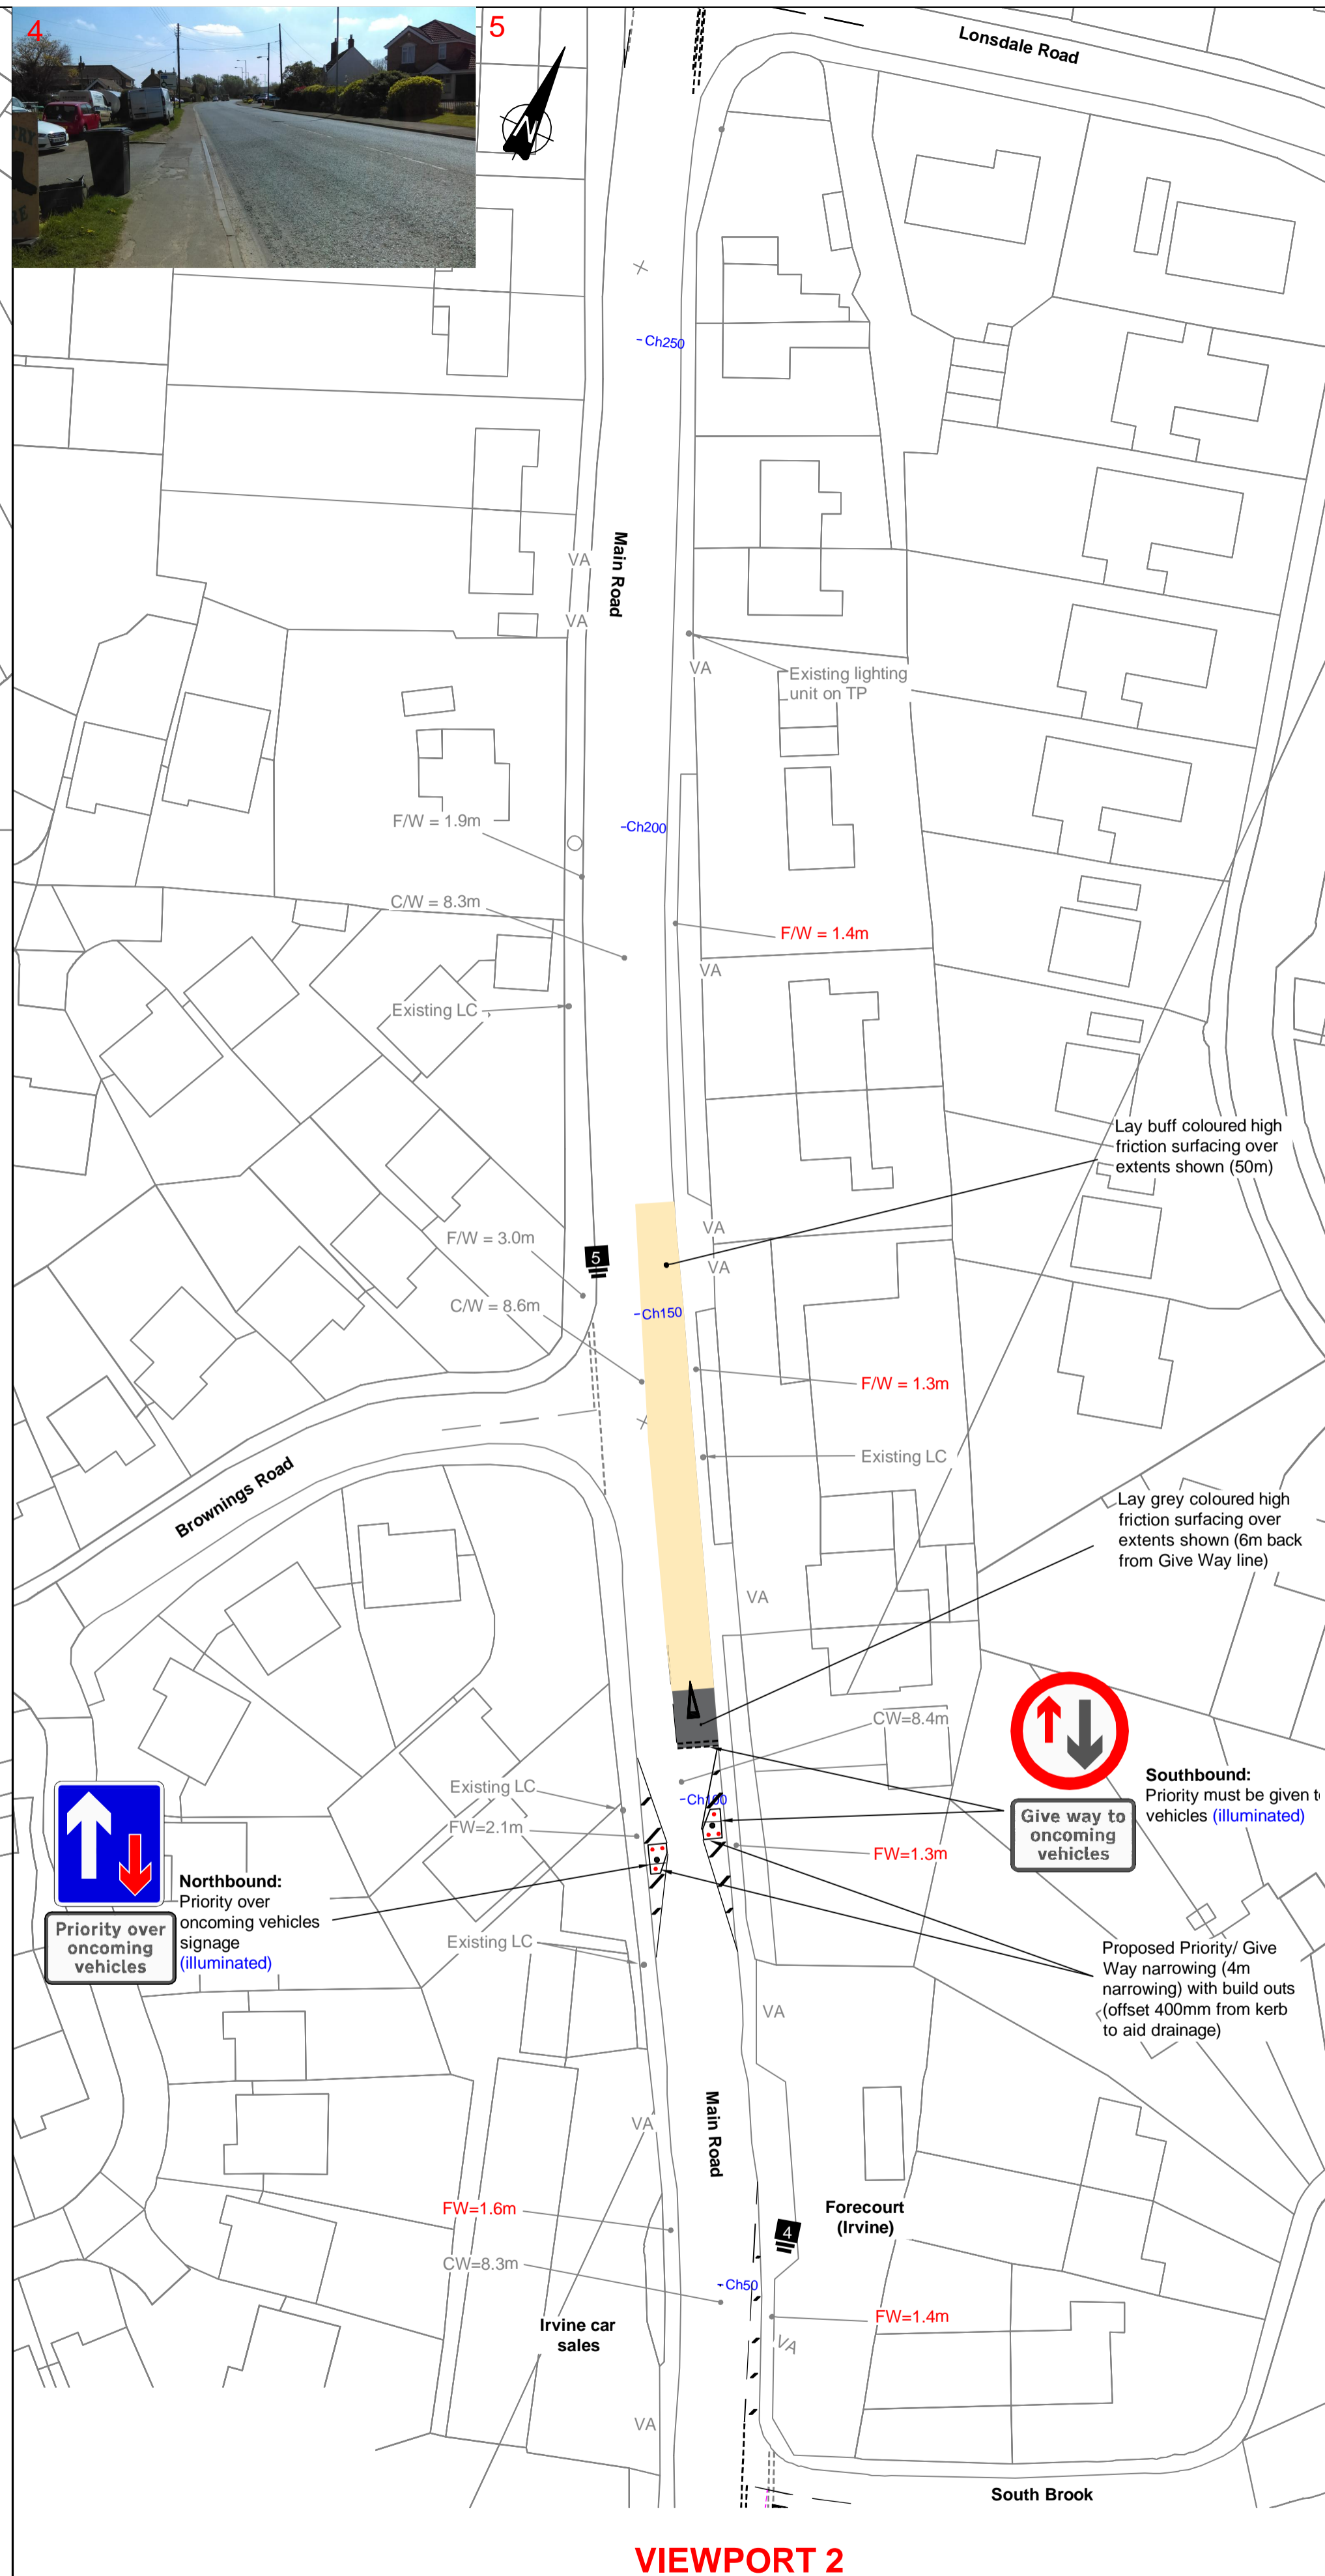 4
5
N
Lonsdale Road
Ch250
Main Road
VA
VA
VA
Existing lighting
unit on TP
F/W = 1.9m
Ch200
C/W = 8.3m
F/W = 1.4m
VA
Existing LC
Lay buff coloured high
friction surfacing over
extents shown (50m)
VA
F/W = 3.0m
5
VA
C/W = 8.6m
Ch150
F/W = 1.3m
Existing LC
Brownings Road
Lay grey coloured high
friction surfacing over
extents shown (6m back
from Give Way line)
VA
CW=8.4m
Existing LC
Ch100
FW=2.1m
FW=1.3m
Southbound:
Priority must be given t
vehicles (illuminated)
Give way to
oncoming
vehicles
Northbound:
Priority over
oncoming vehicles
signage
(illuminated)
Priority over
oncoming
vehicles
Existing LC
Proposed Priority/ Give
Way narrowing (4m
narrowing) with build outs
(offset 400mm from kerb
to aid drainage)
VA
Main Road
VA
FW=1.6m
Forecourt
(Irvine)
4
CW=8.3m
Ch50
FW=1.4m
Irvine car
sales
VA
VA
South Brook
VIEWPORT 2